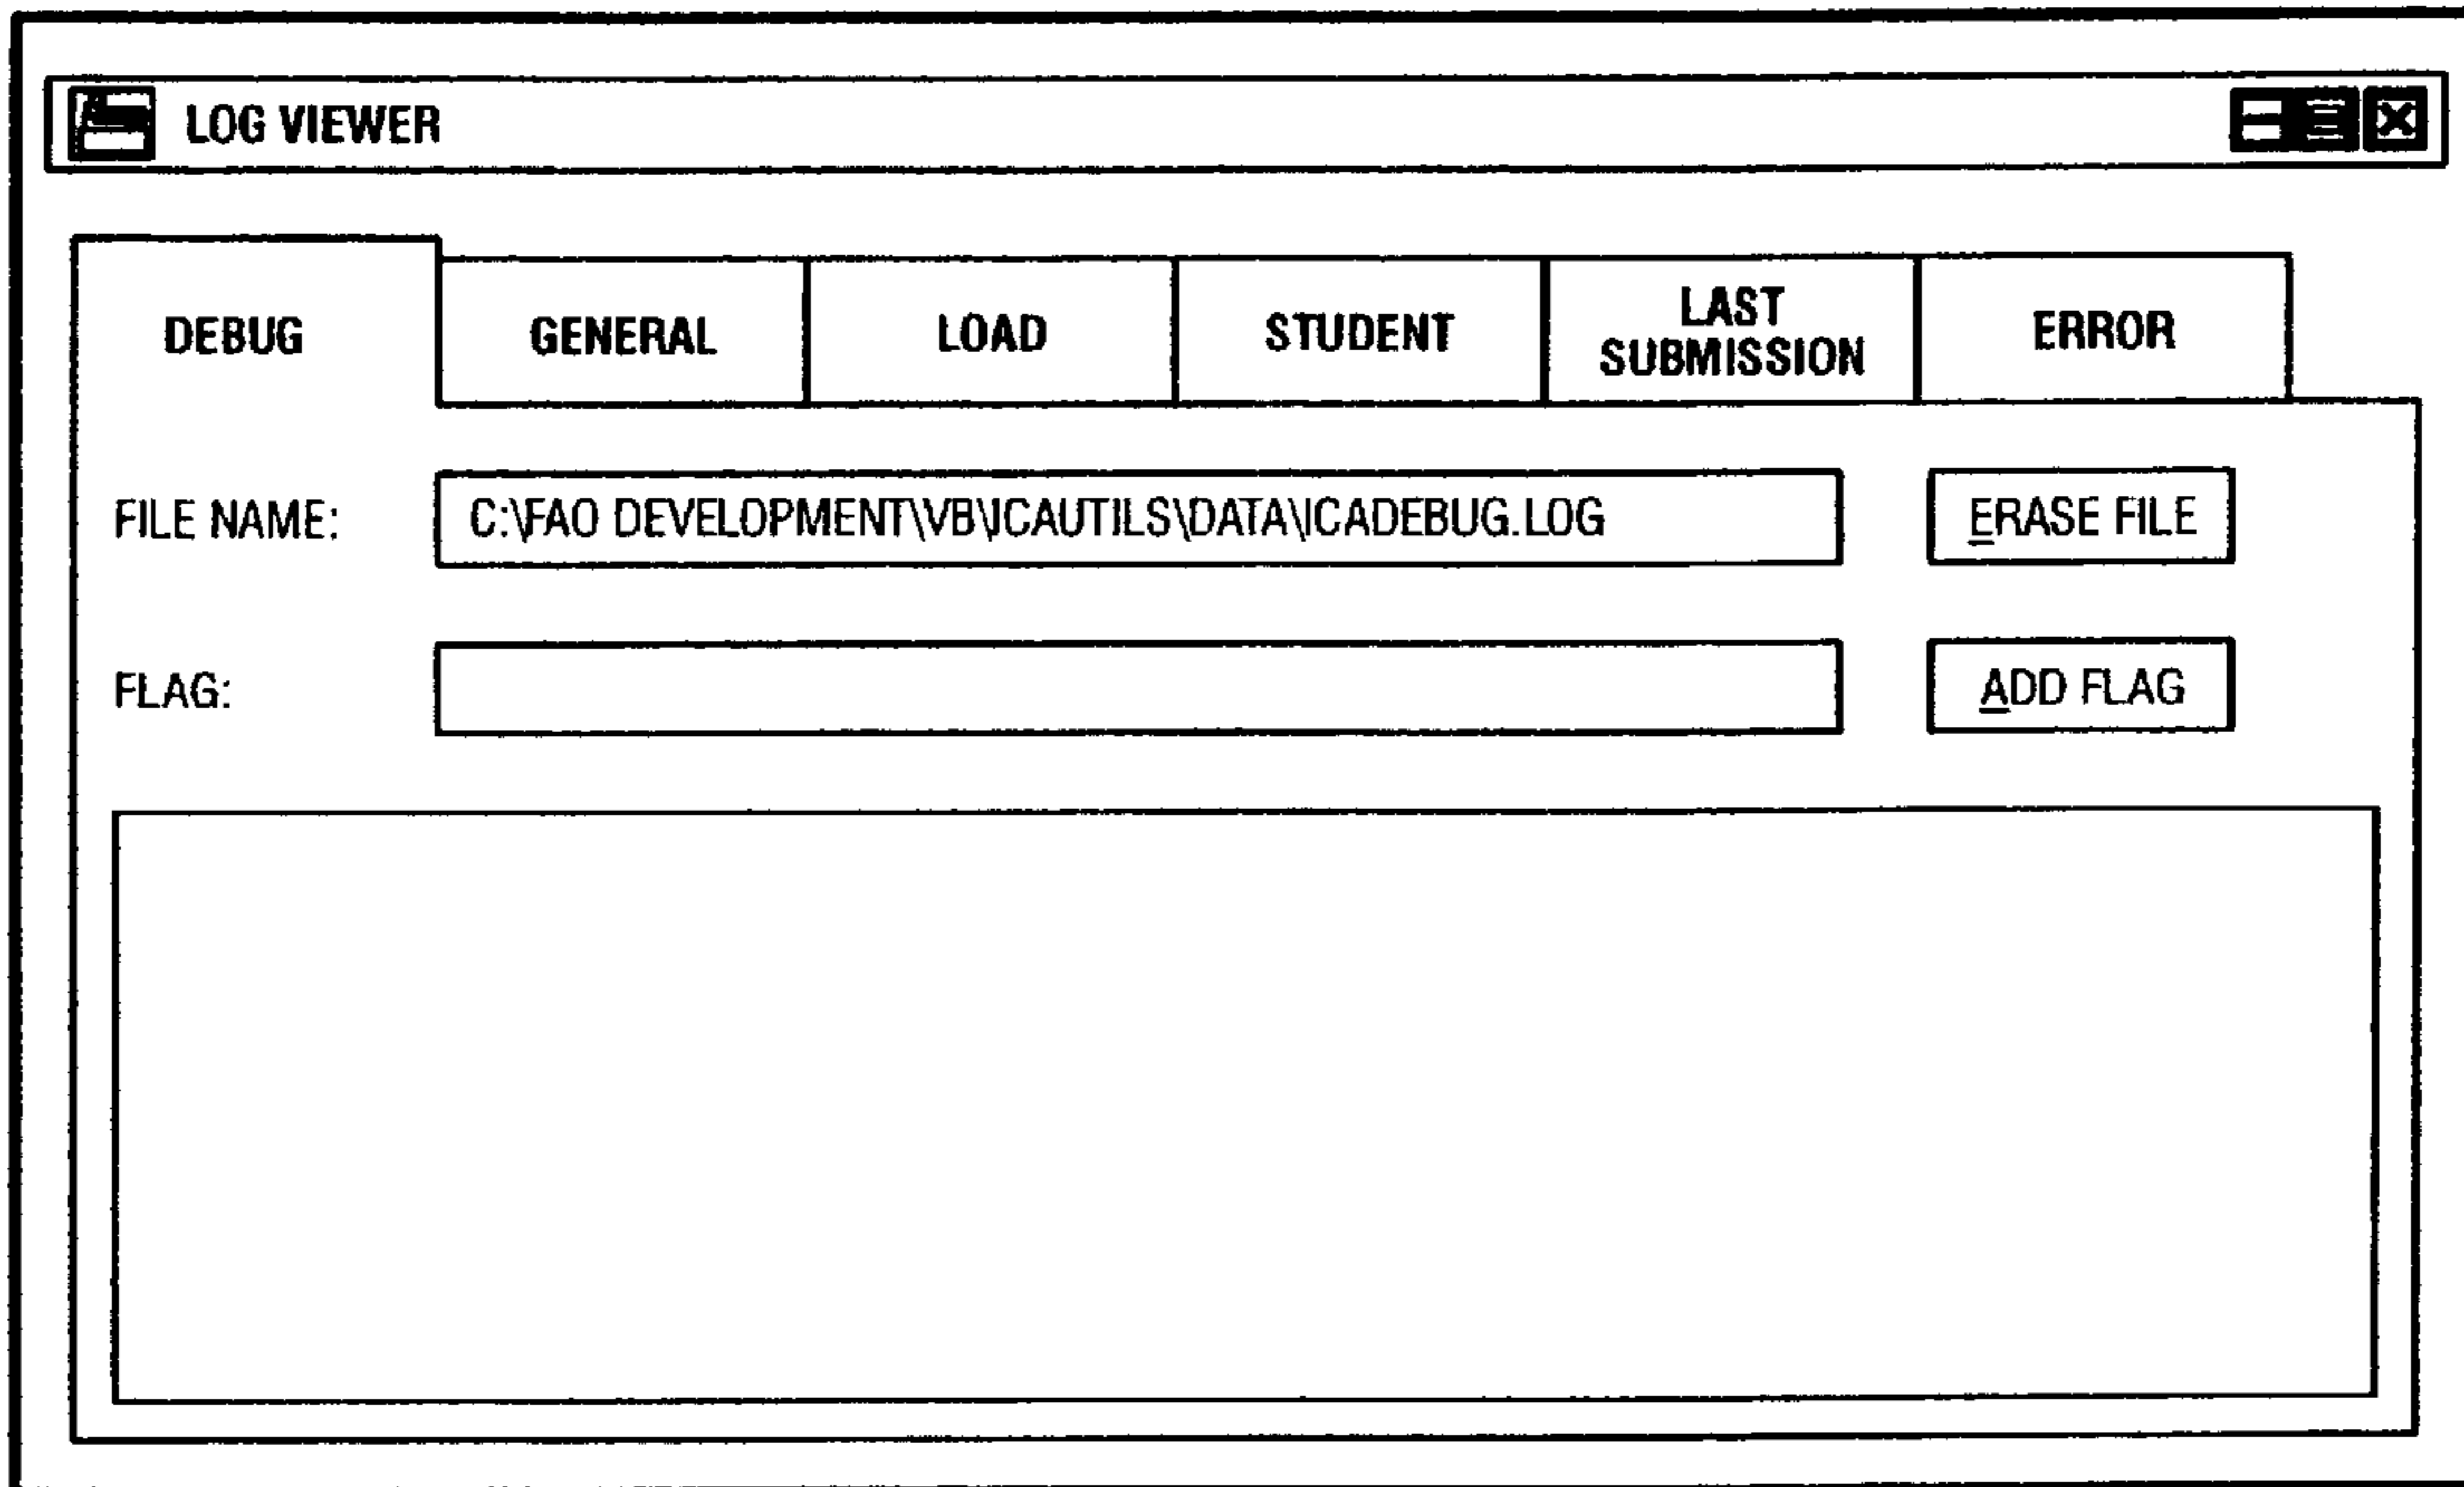 LOG VIEWER
DEBUG
GENERAL
LOAD
STUDENT
LAST
SUBMISSION
ERROR
FILE NAME:
C:\FAO DEVELOPMENT\VB\ICAUTILS\DATA\ICADEBUG.LOG
ERASE FILE
FLAG:
ADD FLAG